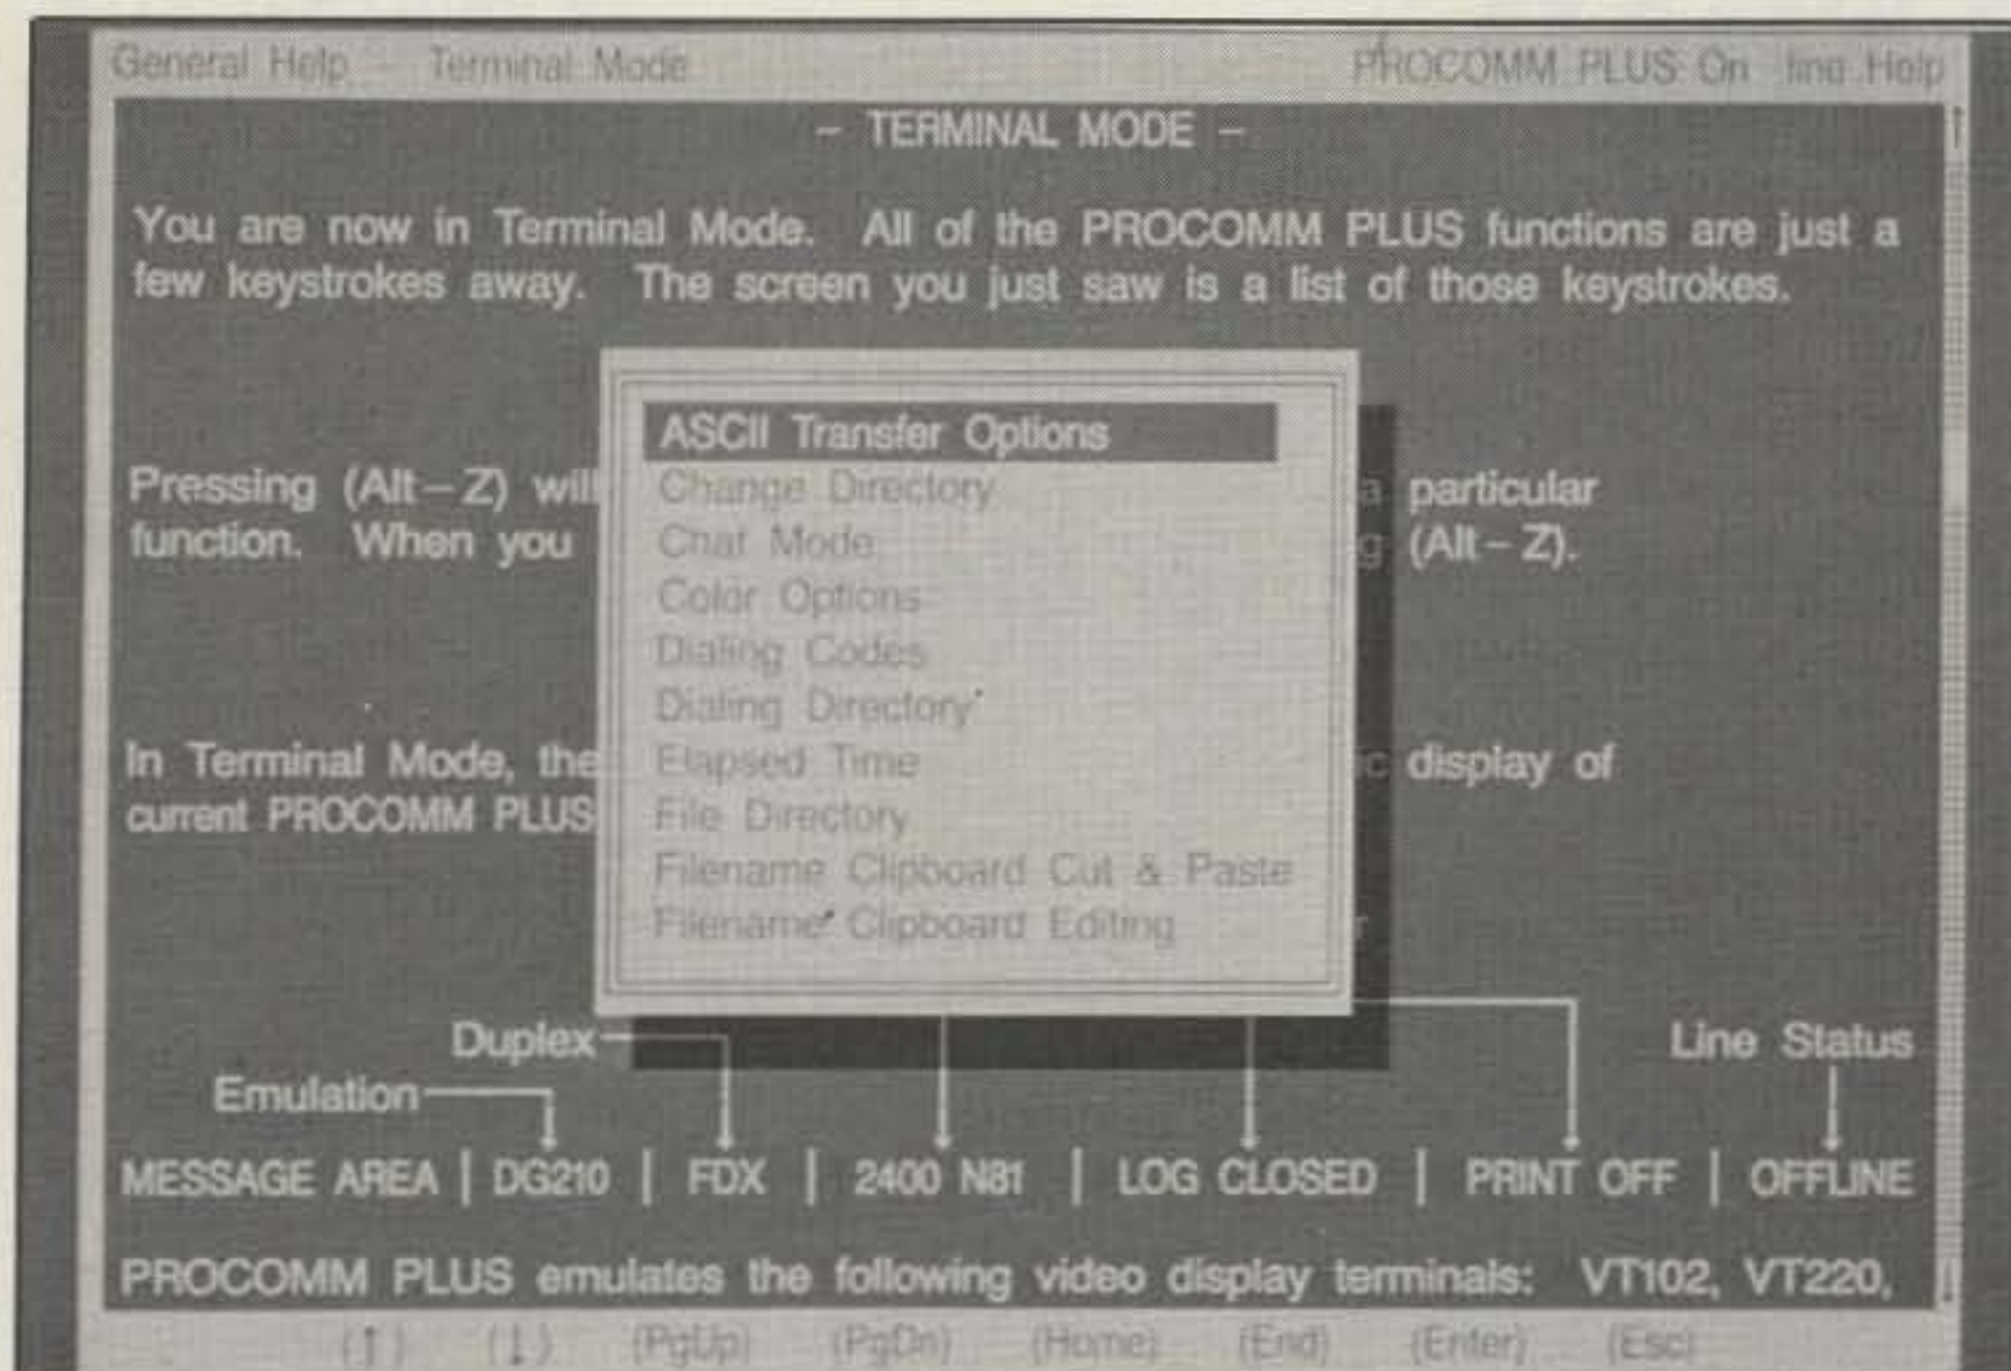 General Help – Terminal Mode PROCOMM PLUS On-line Help
– TERMINAL MODE –
You are now in Terminal Mode. All of the PROCOMM PLUS functions are just a
few keystrokes away. The screen you just saw is a list of those keystrokes.
Pressing (Alt–Z) will a particular
function. When you (Alt–Z).
In Terminal Mode, the display of
current PROCOMM PLUS
ASCII Transfer Options
Change Directory
Chat Mode
Color Options
Dialing Codes
Dialing Directory
Elapsed Time
File Directory
Filename Clipboard Cut & Paste
Filename Clipboard Editing
Duplex
Line Status
Emulation
MESSAGE AREA | DG210 | FDX | 2400 N81 | LOG CLOSED | PRINT OFF | OFFLINE
PROCOMM PLUS emulates the following video display terminals: VT102, VT220,
(↑) (↓) (PgUp) (PgDn) (Home) (End) (Enter) (Esc)